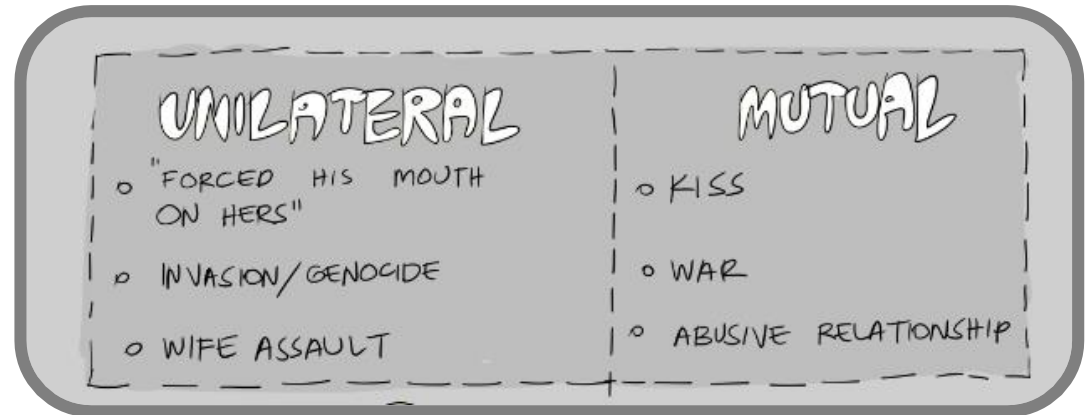 UNILATERAL
"FORCED HIS MOUTH
ON HERS"
INVASION/GENOCIDE
WIFE ASSAULT
MUTUAL
KISS
WAR
ABUSIVE RELATIONSHIP